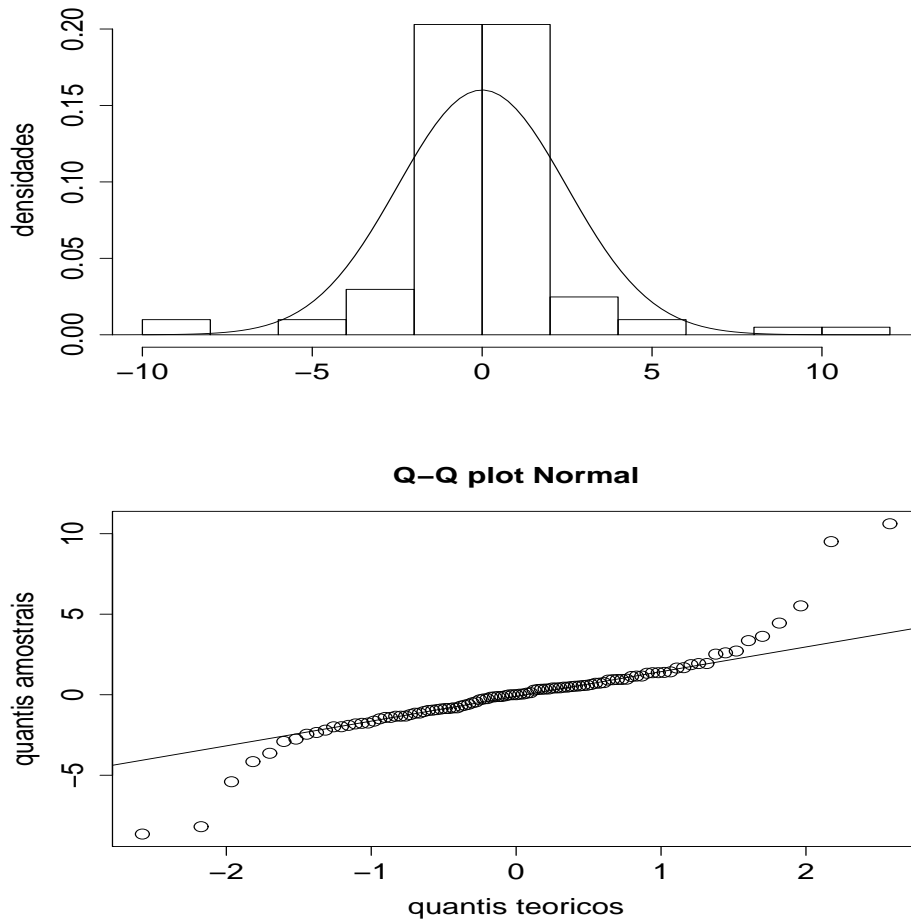 densidades
0.00 0.05 0.10 0.15 0.20
−10 −5 0 5 10
Q−Q plot Normal
quantis amostrais
−5 0 5 10
−2 −1 0 1 2
quantis teoricos